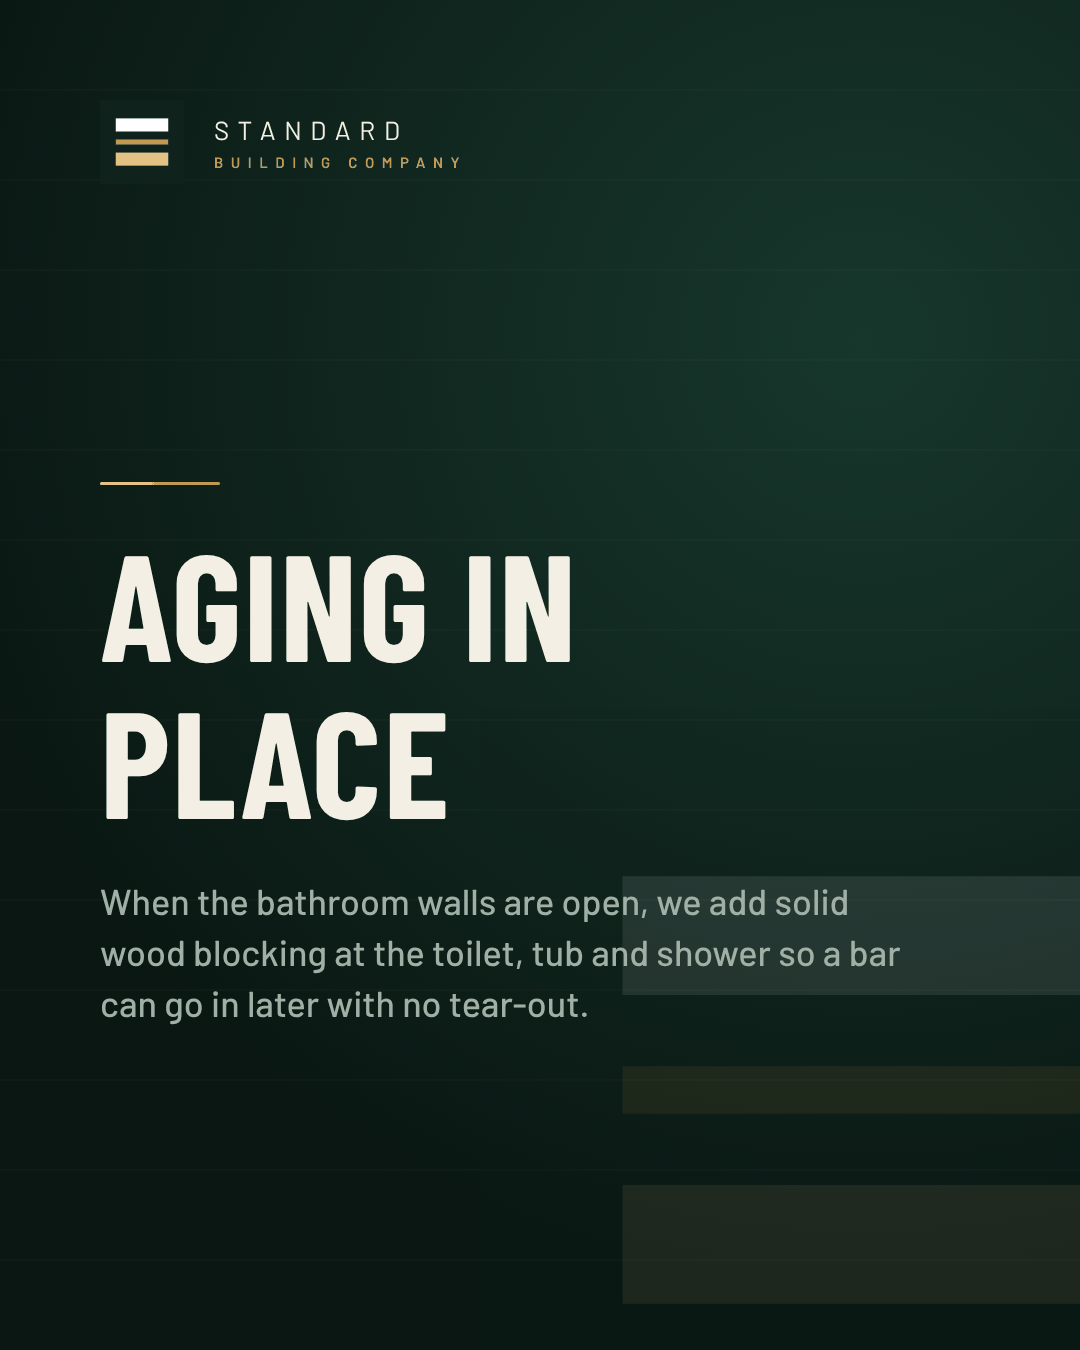 STANDARD
BUILDING COMPANY
AGING IN
PLACE
When the bathroom walls are open, we add solid
wood blocking at the toilet, tub and shower so a bar
can go in later with no tear-out.